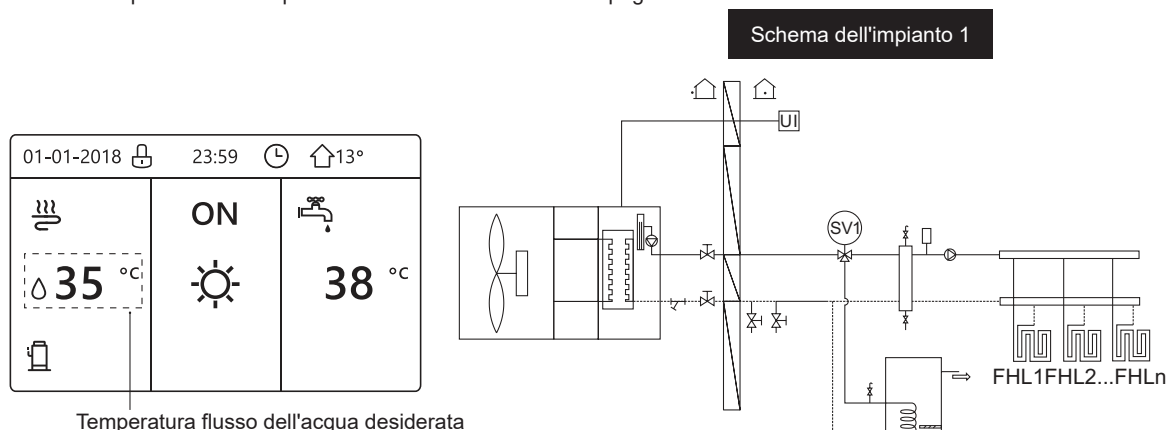 Schema dell'impianto 1
UI
01-01-2018 23:59 13°
ON
35 °C
38 °C
SV1
FHL1FHL2...FHLn
Temperatura flusso dell'acqua desiderata